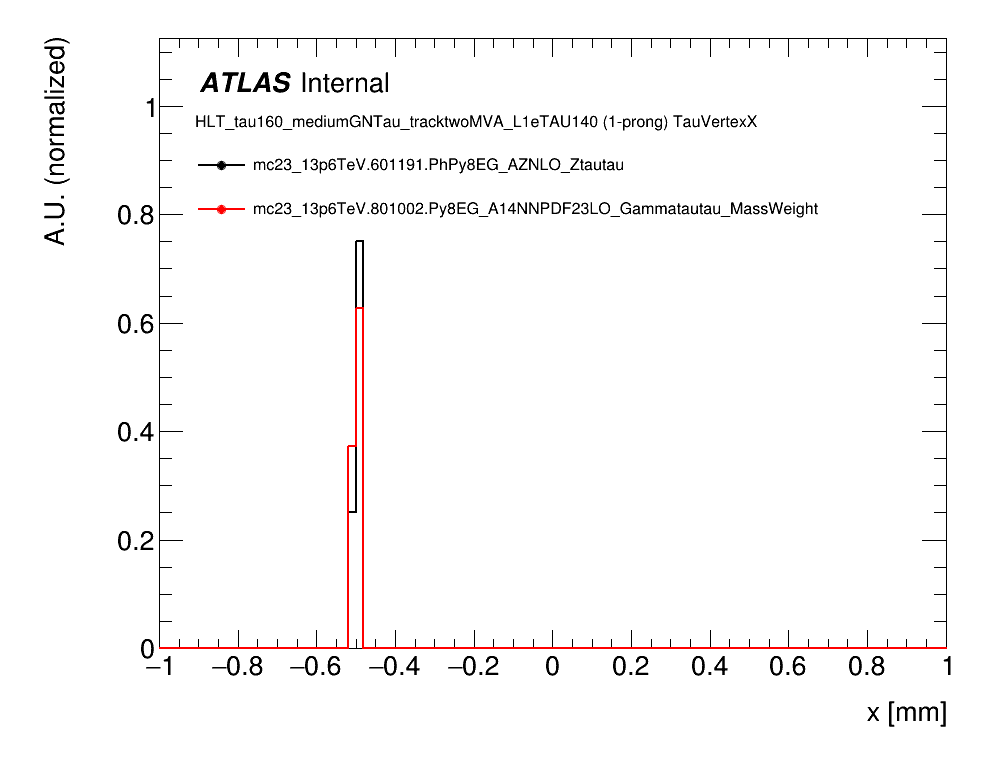 A.U. (normalized)
ATLAS Internal
HLT_tau160_mediumGNTau_tracktwoMVA_L1eTAU140 (1-prong) TauVertexX
mc23_13p6TeV.601191.PhPy8EG_AZNLO_Ztautau
mc23_13p6TeV.801002.Py8EG_A14NNPDF23LO_Gammatautau_MassWeight
1
0.8
0.6
0.4
0.2
0
−1 −0.8 −0.6 −0.4 −0.2 0 0.2 0.4 0.6 0.8 1
x [mm]